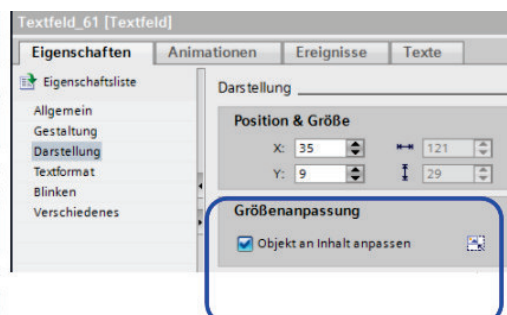 Textfeld_61 [Textfeld]
Eigenschaften Animationen Ereignisse Texte
Eigenschaftsliste
Allgemein
Gestaltung
Darstellung
Textformat
Blinken
Verschiedenes
Darstellung
Position & Größe
X: 35 121
Y: 9 29
Größenanpassung
Objekt an Inhalt anpassen